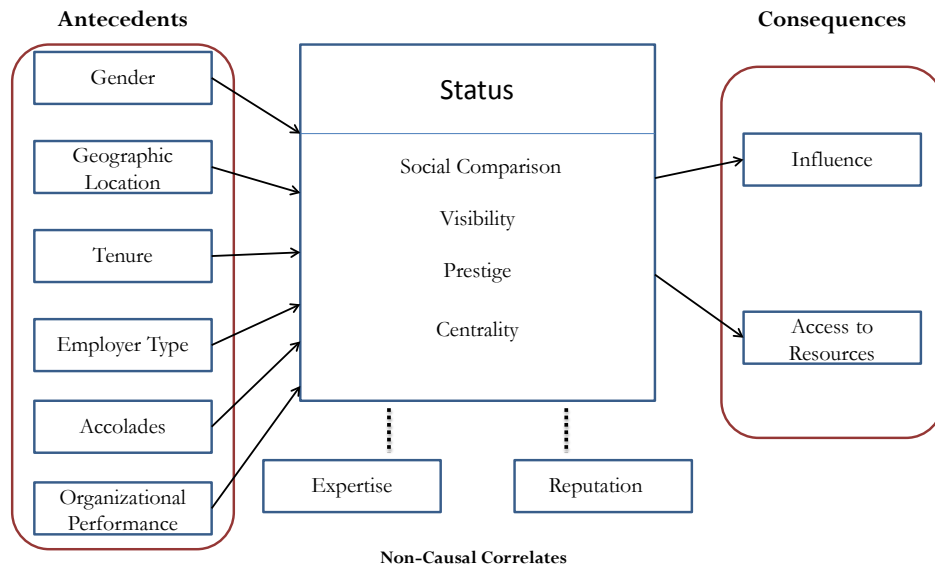 Antecedents
Gender
Geographic
Location
Tenure
Employer Type
Accolades
Organizational
Performance
Status
Social Comparison
Visibility
Prestige
Centrality
Expertise
Reputation
Non-Causal Correlates
Consequences
Influence
Access to
Resources